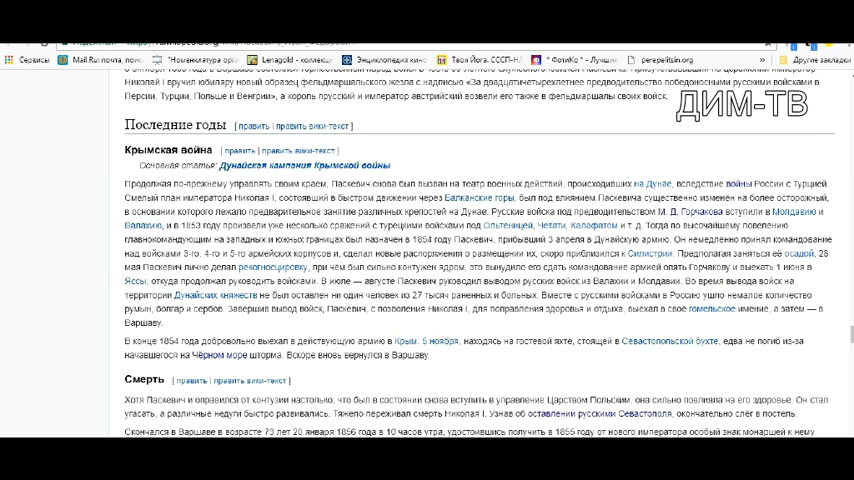 Сервисы Mail.Ru: почта, поис Номенклатура опер Lenagold - коллекц Энциклопедия кино Твоя Йога. СССП-НЛ * ФотиКо * - Лучши perepelitsin.org » Другие закладки
Николай I вручил юбиляру новый образец фельдмаршальского жезла с надписью «За двадцатичетырехлетнее предводительство победоносными русскими войсками в
Персии, Турции, Польше и Венгрии», а король прусский и император австрийский возвели его также в фельдмаршалы своих войск.
ДИМ-ТВ
Последние годы [ править | править вики-текст ]
Крымская война [ править | править вики-текст ]
Основная статья: Дунайская кампания Крымской войны
Продолжая по-прежнему управлять своим краем, Паскевич снова был вызван на театр военных действий, происходивших на Дунае, вследствие войны России с Турцией.
Смелый план императора Николая I, состоявший в быстром движении через Балканские горы, был под влиянием Паскевича существенно изменён на более осторожный,
в основании которого лежало предварительное занятие различных крепостей на Дунае. Русские войска под предводительством М. Д. Горчакова вступили в Молдавию и
Валахию, и в 1853 году произвели уже несколько сражений с турецкими войсками под Ольтеницей, Четати, Калафатом и т. д. Тогда по высочайшему повелению
главнокомандующим на западных и южных границах был назначен в 1854 году Паскевич, прибывший 3 апреля в Дунайскую армию. Он немедленно принял командование
над войсками 3-го, 4-го и 5-го армейских корпусов и, сделал новые распоряжения о размещении их, скоро приблизился к Силистрии. Предполагая заняться её осадой, 28
мая Паскевич лично делал рекогносцировку, при чём был сильно контужен ядром; это вынудило его сдать командование армией опять Горчакову и выехать 1 июня в
Яссы, откуда продолжал руководить войсками. В июле — августе Паскевич руководил выводом русских войск из Валахии и Молдавии. Во время вывода войск на
территории Дунайских княжеств не был оставлен ни один человек из 27 тысяч раненных и больных. Вместе с русскими войсками в Россию ушло немалое количество
румын, болгар и сербов. Завершив вывод войск, Паскевич, с позволения Николая I, для поправления здоровья и отдыха, выехал в своё гомельское имение, а затем — в
Варшаву.
В конце 1854 года добровольно выехал в действующую армию в Крым. 5 ноября, находясь на гостевой яхте, стоящей в Севастопольской бухте, едва не погиб из-за
начавшегося на Чёрном море шторма. Вскоре вновь вернулся в Варшаву.
Смерть [ править | править вики-текст ]
Хотя Паскевич и оправился от контузии настолько, что был в состоянии снова вступить в управление Царством Польским, она сильно повлияла на его здоровье. Он стал
угасать, а различные недуги быстро развивались. Тяжело переживал смерть Николая I. Узнав об оставлении русскими Севастополя, окончательно слёг в постель.
Скончался в Варшаве в возрасте 73 лет 20 января 1856 года в 10 часов утра, удостоившись получить в 1855 году от нового императора особый знак монаршей к нему